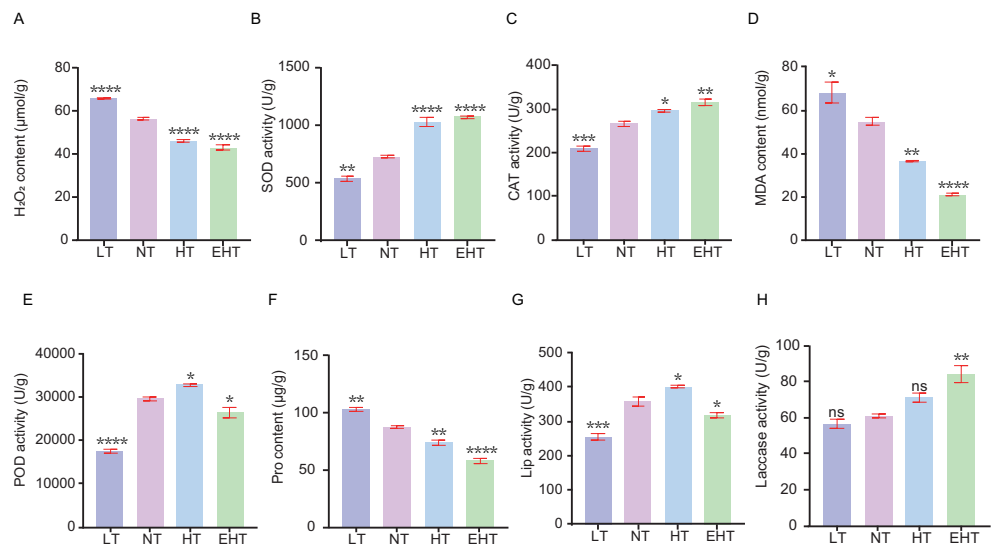 A
H₂O₂ content (μmol/g)
80
60
40
20
0
****
****
****
LT
NT
HT
EHT
B
SOD activity (U/g)
1500
1000
500
0
**
****
****
LT
NT
HT
EHT
C
CAT activity (U/g)
400
300
200
100
0
***
*
**
LT
NT
HT
EHT
D
MDA content (nmol/g)
80
60
40
20
0
*
**
****
LT
NT
HT
EHT
E
POD activity (U/g)
40000
30000
20000
10000
0
****
*
*
LT
NT
HT
EHT
F
Pro content (μg/g)
150
100
50
0
**
**
****
LT
NT
HT
EHT
G
Lip activity (U/g)
500
400
300
200
100
0
***
*
*
LT
NT
HT
EHT
H
Laccase activity (U/g)
100
80
60
40
20
0
ns
ns
**
LT
NT
HT
EHT